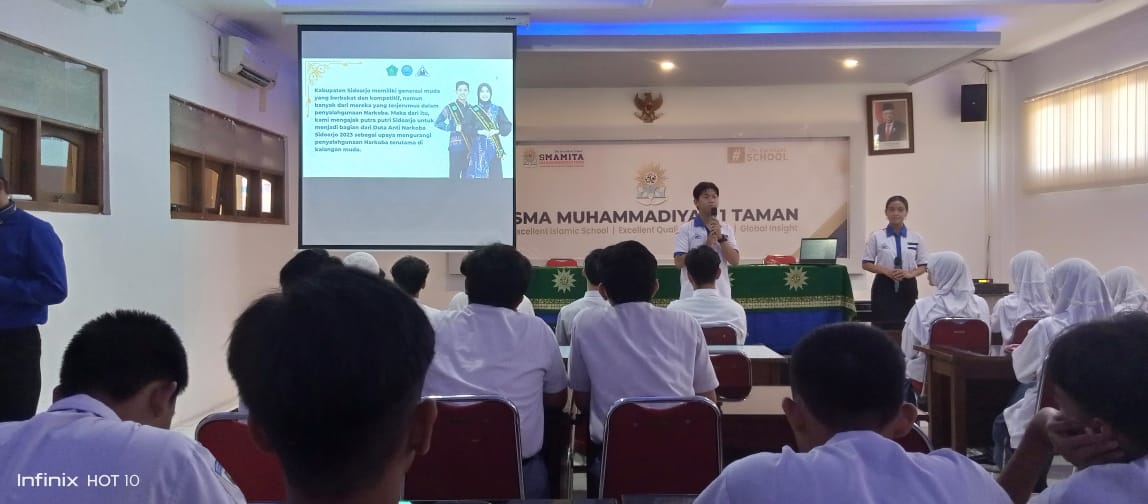 Kabupaten Sidoarjo memiliki generasi muda
yang berbakat dan kompetitif, namun
banyak dari mereka yang terjerumus dalam
penyalahgunaan Narkoba. Maka dari itu,
kami mengajak putra putri Sidoarjo untuk
menjadi bagian dari Duta Anti Narkoba
Sidoarjo 2023 sebagai upaya mengurangi
penyalahgunaan Narkoba terutama di
kalangan muda.
SMAMITA
SCHOOL
SMA MUHAMMADIYA 1 TAMAN
cellent Islamic School | Excellent Qual | Global Insight
Infinix HOT 10